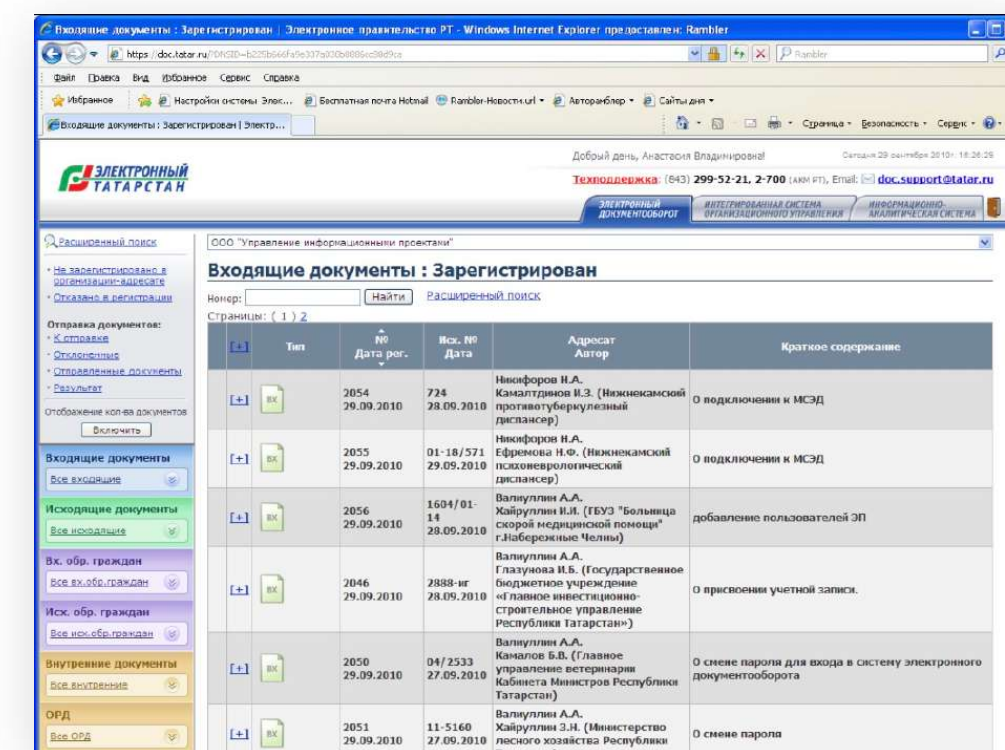 Входящие документы : Зарегистрирован | Электронное правительство РТ - Windows Internet Explorer предоставлен: Rambler
Rambler
Файл Правка Вид Избранное Сервис Справка
Избранное Настройки системы Элек... Бесплатная почта Hotmail Rambler-Новости.url Авторамблер Сайты дня
Входящие документы : Зарегистрирован | Электр...
Страница Безопасность Сервис
ЭЛЕКТРОННЫЙ
ТАТАРСТАН
Добрый день, Анастасия Владимировна! Сегодня 29 сентября 2010г.
Техподдержка: (843) 299-52-21, 2-700 (АКМ РТ), Email: doc.support@tatar.ru
ЭЛЕКТРОННЫЙ
ДОКУМЕНТООБОРОТ
ИНТЕГРИРОВАННАЯ СИСТЕМА
ОРГАНИЗАЦИОННОГО УПРАВЛЕНИЯ
ИНФОРМАЦИОННО-
АНАЛИТИЧЕСКАЯ СИСТЕМА
Расширенный поиск
Не зарегистрировано в
организации-адресате
Отказано в регистрации
Отправка документов:
К отправке
Отклоненные
Отправленные документы
Результат
Отображение кол-ва документов
Включить
Входящие документы
Все входящие
Исходящие документы
Все исходящие
Вх. обр. граждан
Все вх.обр.граждан
Исх. обр. граждан
Все исх.обр.граждан
Внутренние документы
Все внутренние
ОРД
Все ОРД
ООО "Управление информационными проектами"
Входящие документы : Зарегистрирован
Номер: Найти Расширенный поиск
Страницы: ( 1 ) 2
[+] Тип № Дата рег. Исх. № Дата Адресат Автор Краткое содержание
[+] ВХ 2054 724 Никифоров Н.А.
29.09.2010 28.09.2010 Камалтдинов И.З. (Нижнекамский
противотуберкулезный
диспансер)
О подключении к МСЭД
[+] ВХ 2055 01-18/571 Никифоров Н.А.
29.09.2010 29.09.2010 Ефремова Н.Ф. (Нижнекамский
психоневрологический
диспансер)
О подключении к МСЭД
[+] ВХ 2056 1604/01-
14
29.09.2010 28.09.2010 Валиуллин А.А.
Хайруллин И.И. (ГБУЗ "Больница
скорой медицинской помощи"
г.Набережные Челны)
добавление пользователей ЭП
[+] ВХ 2046 2888-иг
29.09.2010 28.09.2010 Валиуллин А.А.
Глазунова И.Б. (Государственное
бюджетное учреждение
«Главное инвестиционно-
строительное управление
Республики Татарстан»)
О присвоении учетной записи.
[+] ВХ 2050 04/2533
29.09.2010 27.09.2010 Валиуллин А.А.
Камалов Б.В. (Главное
управление ветеринарии
Кабинета Министров Республики
Татарстан)
О смене пароля для входа в систему электронного
документооборота
[+] ВХ 2051 11-5160
29.09.2010 27.09.2010 Валиуллин А.А.
Хайруллин З.Н. (Министерство
лесного хозяйства Республики
О смене пароля